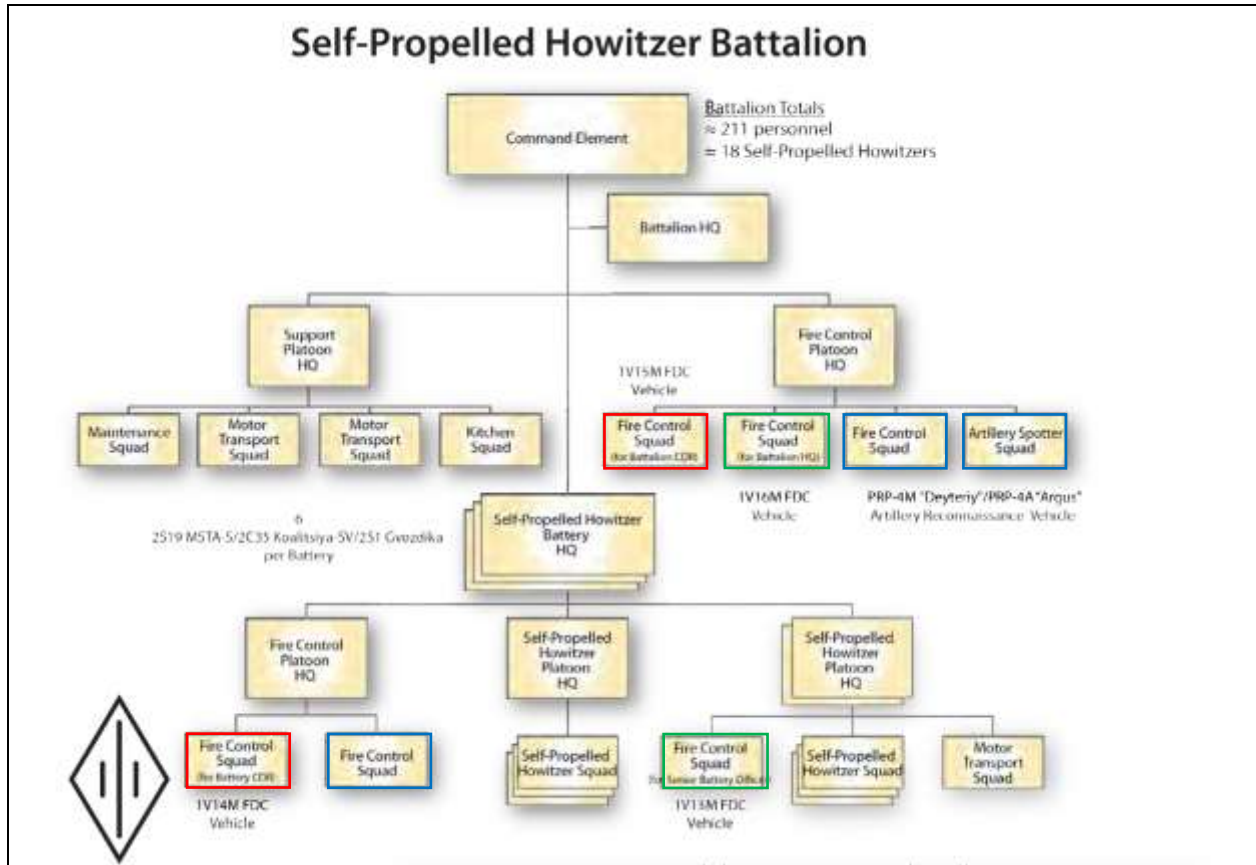 Self-Propelled Howitzer Battalion
Command Element
Battalion Totals
≈ 211 personnel
= 18 Self-Propelled Howitzers
Battalion HQ
Support
Platoon
HQ
Fire Control
Platoon
HQ
1V15M FDC
Vehicle
Maintenance
Squad
Motor
Transport
Squad
Motor
Transport
Squad
Kitchen
Squad
Fire Control
Squad
(for Battalion CDR)
Fire Control
Squad
(for Battalion HQ)
Fire Control
Squad
Artillery Spotter
Squad
1V16M FDC
Vehicle
PRP-4M "Deyteriy"/PRP-4A "Argus"
Artillery Reconnaissance Vehicle
6
2S19 MSTA-S/2C35 Koalitsiya-SV/2S1 Gvozdika
per Battery
Self-Propelled Howitzer
Battery
HQ
Fire Control
Platoon
HQ
Self-Propelled
Howitzer
Platoon
HQ
Self-Propelled
Howitzer
Platoon
HQ
Fire Control
Squad
(for Battery CDR)
Fire Control
Squad
Self-Propelled
Howitzer Squad
Fire Control
Squad
(for Senior Battery Officer)
Self-Propelled
Howitzer Squad
Motor
Transport
Squad
1V14M FDC
Vehicle
1V13M FDC
Vehicle